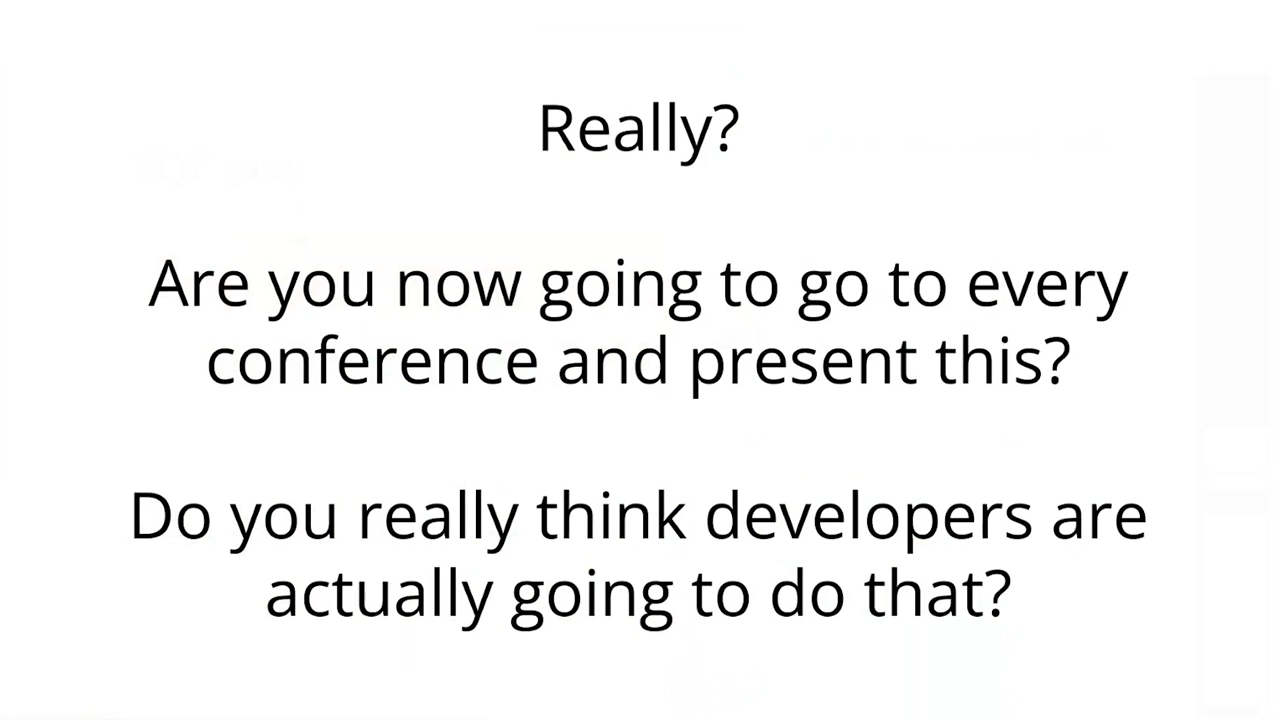 Really?
Are you now going to go to every
conference and present this?
Do you really think developers are
actually going to do that?